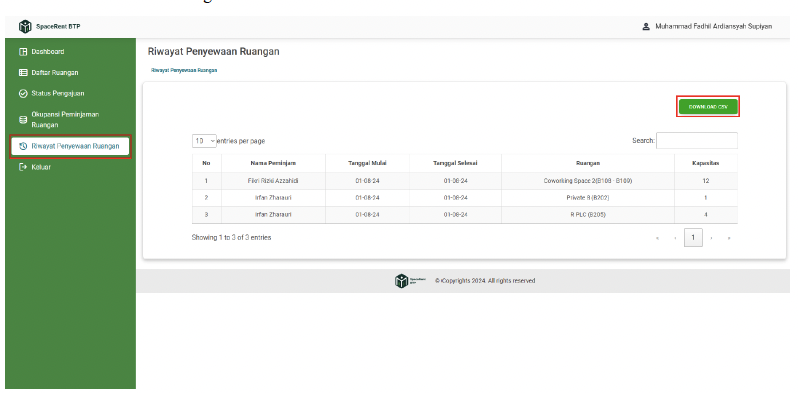 SpaceRent BTP
Muhammad Fadhil Ardiansyah Supiyan
Dashboard
Daftar Ruangan
Status Pengajuan
Okupansi Peminjaman
Ruangan
Riwayat Penyewaan Ruangan
Keluar
Riwayat Penyewaan Ruangan
Riwayat Penyewaan Ruangan
DOWNLOAD CSV
10 entries per page
Search:
No Nama Peminjam Tanggal Mulai Tanggal Selesai Ruangan Kapasitas
1 Fikri Rizki Azzahidi 01-08-24 01-08-24 Coworking Space 2(B108 - B109) 12
2 Irfan Zharauri 01-08-24 01-08-24 Private 8 (B202) 1
3 Irfan Zharauri 01-08-24 01-08-24 R PLC (B205) 4
Showing 1 to 3 of 3 entries
« ‹ 1 › »
© Copyrights 2024. All rights reserved